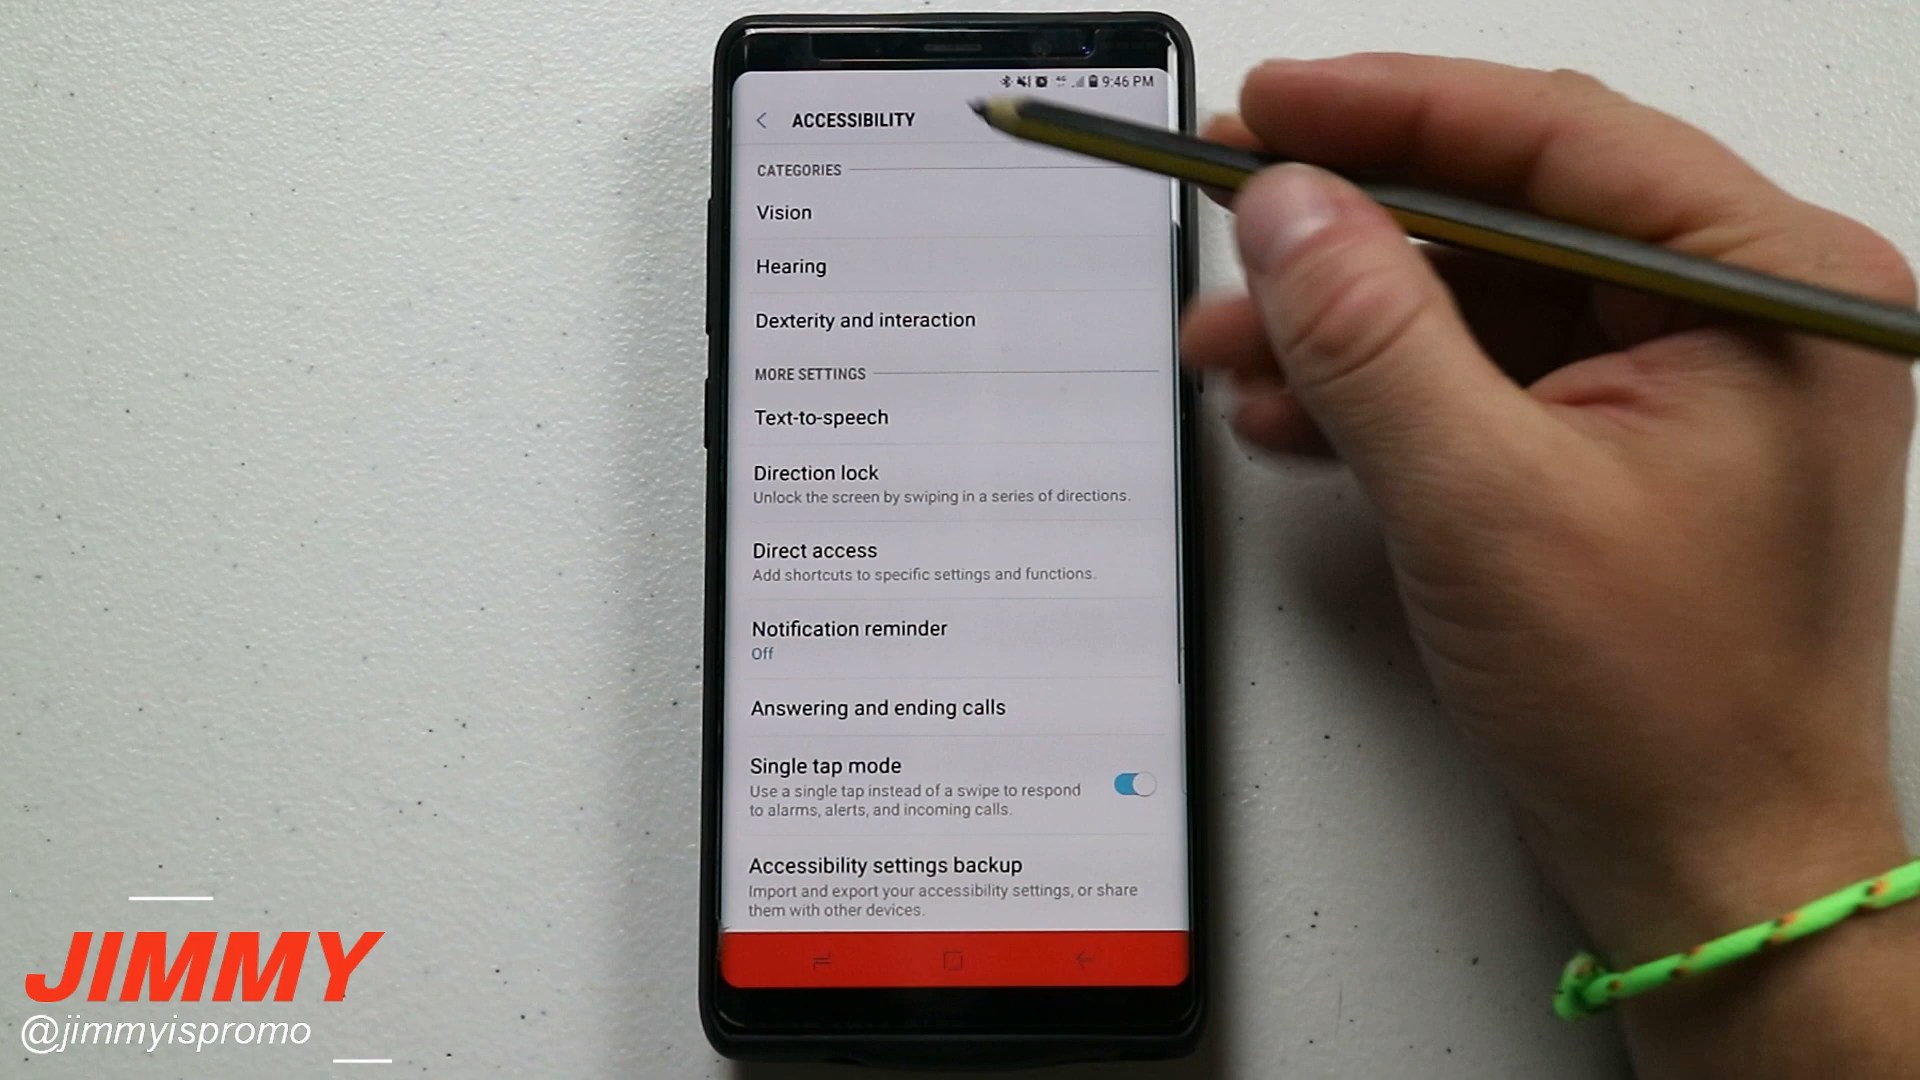 4G 9:46 PM
ACCESSIBILITY
CATEGORIES
Vision
Hearing
Dexterity and interaction
MORE SETTINGS
Text-to-speech
Direction lock
Unlock the screen by swiping in a series of directions.
Direct access
Add shortcuts to specific settings and functions.
Notification reminder
Off
Answering and ending calls
Single tap mode
Use a single tap instead of a swipe to respond
to alarms, alerts, and incoming calls.
Accessibility settings backup
Import and export your accessibility settings, or share
them with other devices.
JIMMY
@jimmyispromo